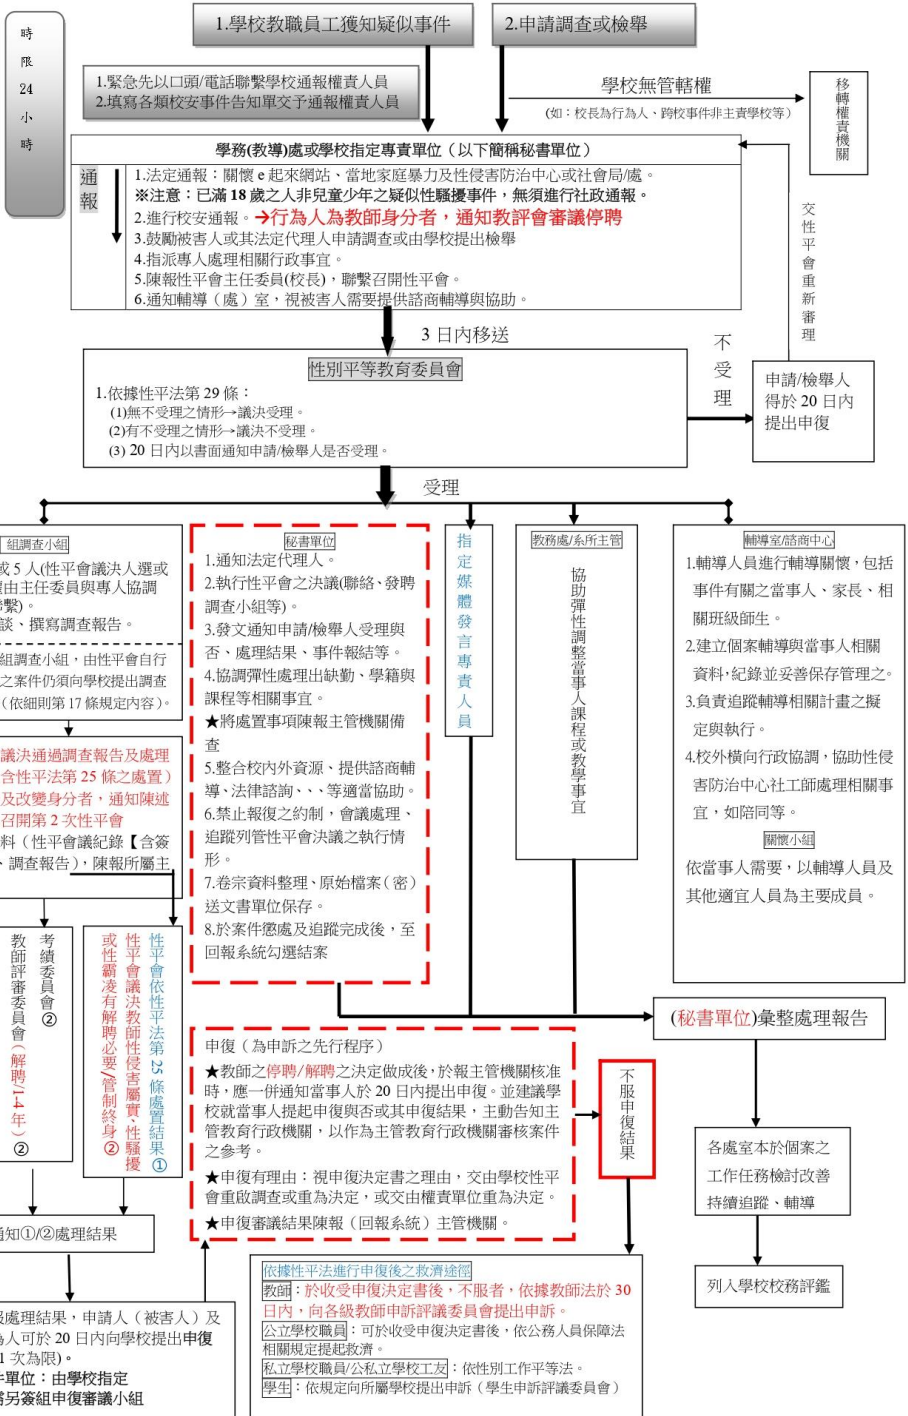 時
限
24
小
時
1.學校教職員工獲知疑似事件
2.申請調查或檢舉
1.緊急先以口頭/電話聯繫學校通報權責人員
2.填寫各類校安事件告知單交予通報權責人員
學校無管轄權
(如：校長為行為人、跨校事件非主責學校等)
移轉權責機關
學務(教導)處或學校指定專責單位（以下簡稱秘書單位）
通報
1.法定通報：關懷 e 起來網站、當地家庭暴力及性侵害防治中心或社會局/處。
※注意：已滿 18 歲之人非兒童少年之疑似性騷擾事件，無須進行社政通報。
2.進行校安通報。→行為人為教師身分者，通知教評會審議停聘
3.鼓勵被害人或其法定代理人申請調查或由學校提出檢舉
4.指派專人處理相關行政事宜。
5.陳報性平會主任委員(校長)，聯繫召開性平會。
6.通知輔導（處）室，視被害人需要提供諮商輔導與協助。
交性平會重新審理
3 日內移送
性別平等教育委員會
1.依據性平法第 29 條：
(1)無不受理之情形→議決受理。
(2)有不受理之情形→議決不受理。
(3) 20 日內以書面通知申請/檢舉人是否受理。
不受理
申請/檢舉人
得於 20 日內
提出申復
受理
組調查小組
或 5 人(性平會議決人選或
由主任委員與專人協調
繫)。
談、撰寫調查報告。
組調查小組，由性平會自行
之案件仍須向學校提出調查
（依細則第 17 條規定內容）。
議決通過調查報告及處理
含性平法第 25 條之處置）
及改變身分者，通知陳述
召開第 2 次性平會
料（性平會議紀錄【含簽
、調查報告），陳報所屬主
秘書單位
1.通知法定代理人。
2.執行性平會之決議(聯絡、發聘
調查小組等)。
3.發文通知申請/檢舉人受理與
否、處理結果、事件報結等。
4.協調彈性處理出缺勤、學籍與
課程等相關事宜。
★將處置事項陳報主管機關備
查
5.整合校內外資源、提供諮商輔
導、法律諮詢、、、等適當協助。
6.禁止報復之約制，會議處理、
追蹤列管性平會決議之執行情
形。
7.卷宗資料整理、原始檔案（密）
送文書單位保存。
8.於案件懲處及追蹤完成後，至
回報系統勾選結案
指定媒體發言專責人員
教務處/系所主管
協助彈性調整當事人課程或教學事宜
輔導室/諮商中心
1.輔導人員進行輔導關懷，包括
事件有關之當事人、家長、相
關班級師生。
2.建立個案輔導與當事人相關
資料,紀錄並妥善保存管理之。
3.負責追蹤輔導相關計畫之擬
定與執行。
4.校外橫向行政協調，協助性侵
害防治中心社工師處理相關事
宜，如陪同等。
關懷小組
依當事人需要，以輔導人員及
其他適宜人員為主要成員。
考績委員會②
教師評審委員會（解聘/1-4 年）②
性平會依性平法第 25 條處置結果①
性平會議決教師性侵害屬實、性騷擾
或性霸凌有解聘必要/管制終身②
(秘書單位)彙整處理報告
申復（為申訴之先行程序）
★教師之停聘/解聘之決定做成後，於報主管機關核准
時，應一併通知當事人於 20 日內提出申復。並建議學
校就當事人提起申復與否或其申復結果，主動告知主
管教育行政機關，以作為主管教育行政機關審核案件
之參考。
★申復有理由：視申復決定書之理由，交由學校性平
會重啟調查或重為決定，或交由權責單位重為決定。
★申復審議結果陳報（回報系統）主管機關。
不服申復結果
各處室本於個案之
工作任務檢討改善
持續追蹤、輔導
列入學校校務評鑑
知①/②處理結果
處理結果，申請人（被害人）及
為人可於 20 日內向學校提出申復
1 次為限)。
單位：由學校指定
另簽組申復審議小組
依據性平法進行申復後之救濟途徑
教師：於收受申復決定書後，不服者，依據教師法於 30
日內，向各級教師申訴評議委員會提出申訴。
公立學校職員：可於收受申復決定書後，依公務人員保障法
相關規定提起救濟。
私立學校職員/公私立學校工友：依性別工作平等法。
學生：依規定向所屬學校提出申訴（學生申訴評議委員會）